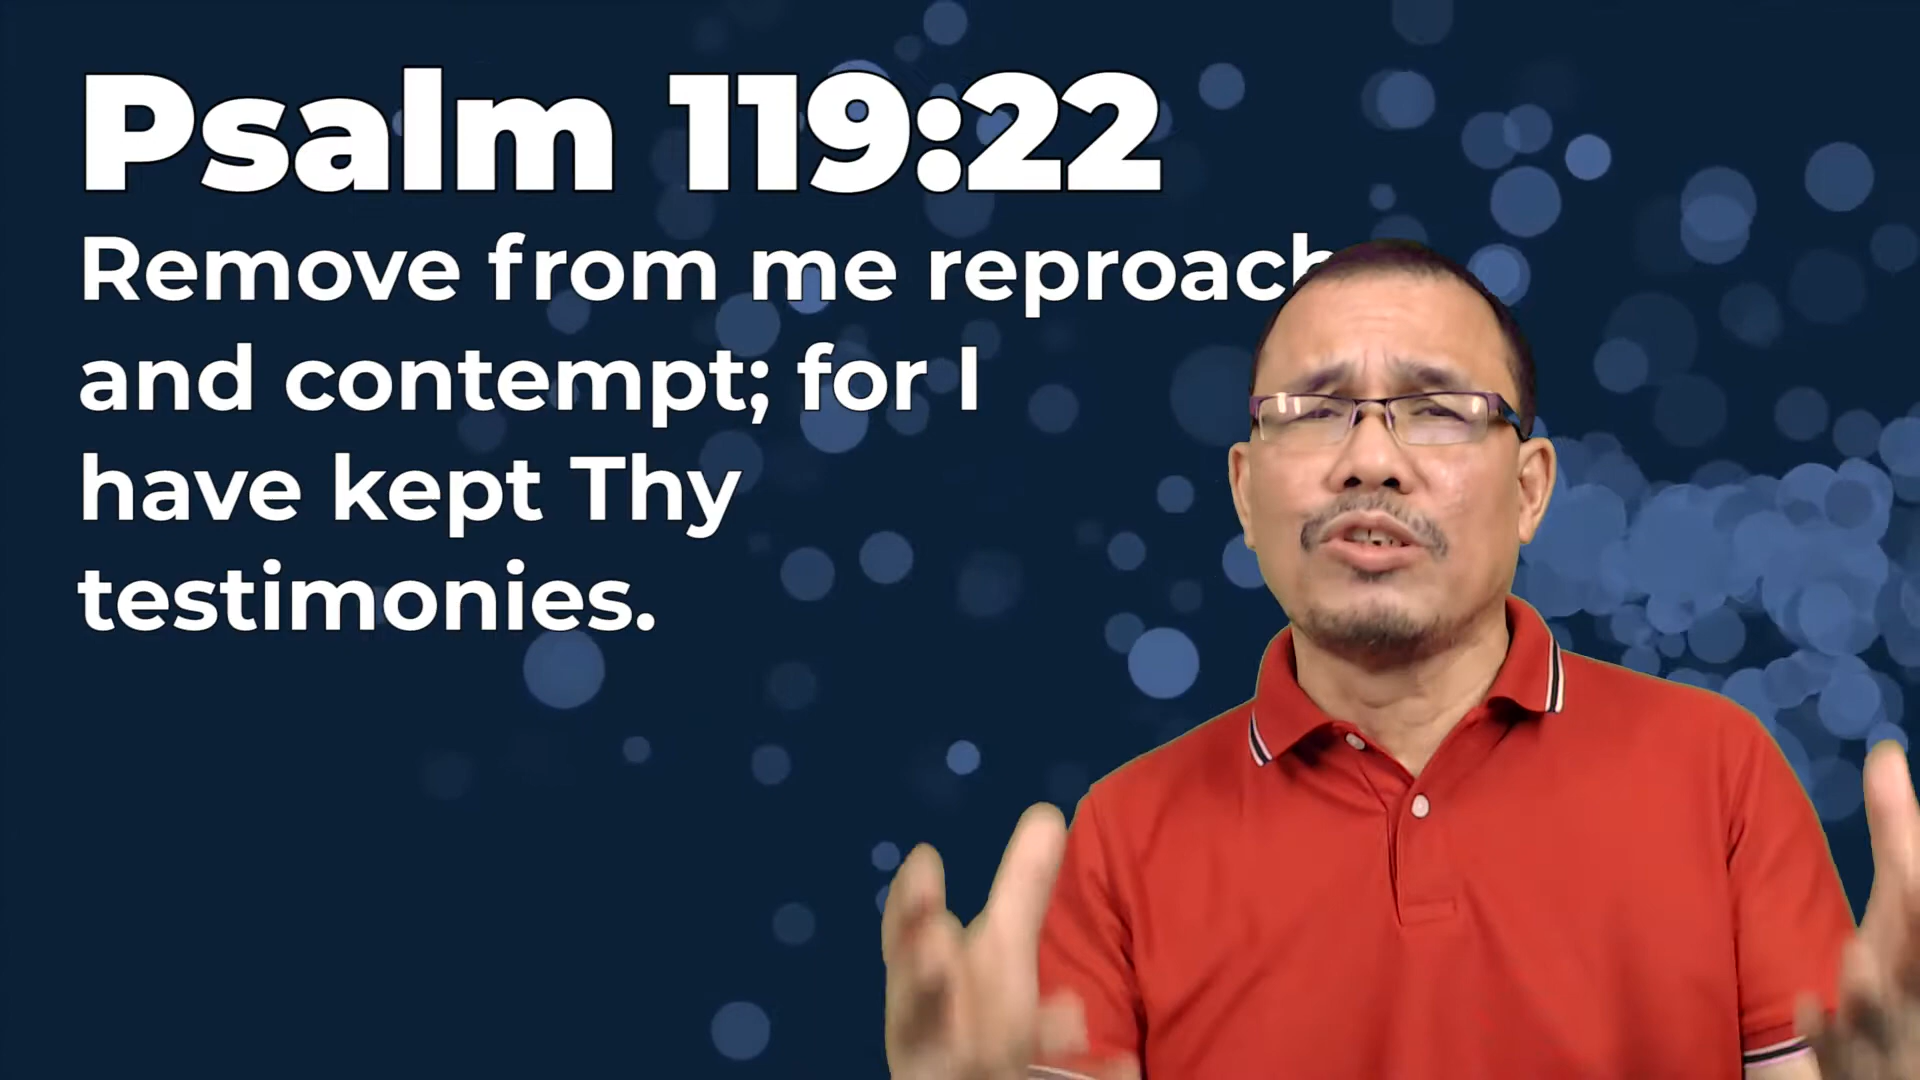 Psalm 119:22
Remove from me reproach
and contempt; for I
have kept Thy
testimonies.